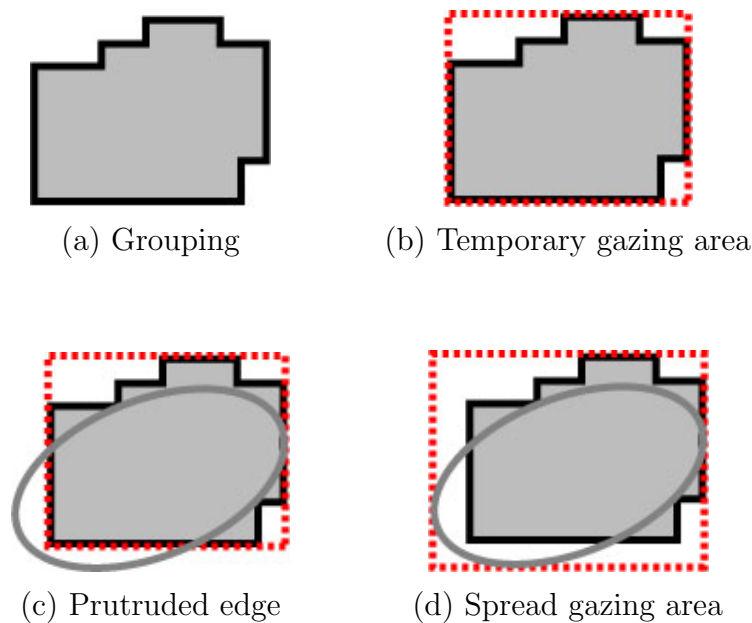 (a) Grouping
(b) Temporary gazing area
(c) Prutruded edge
(d) Spread gazing area